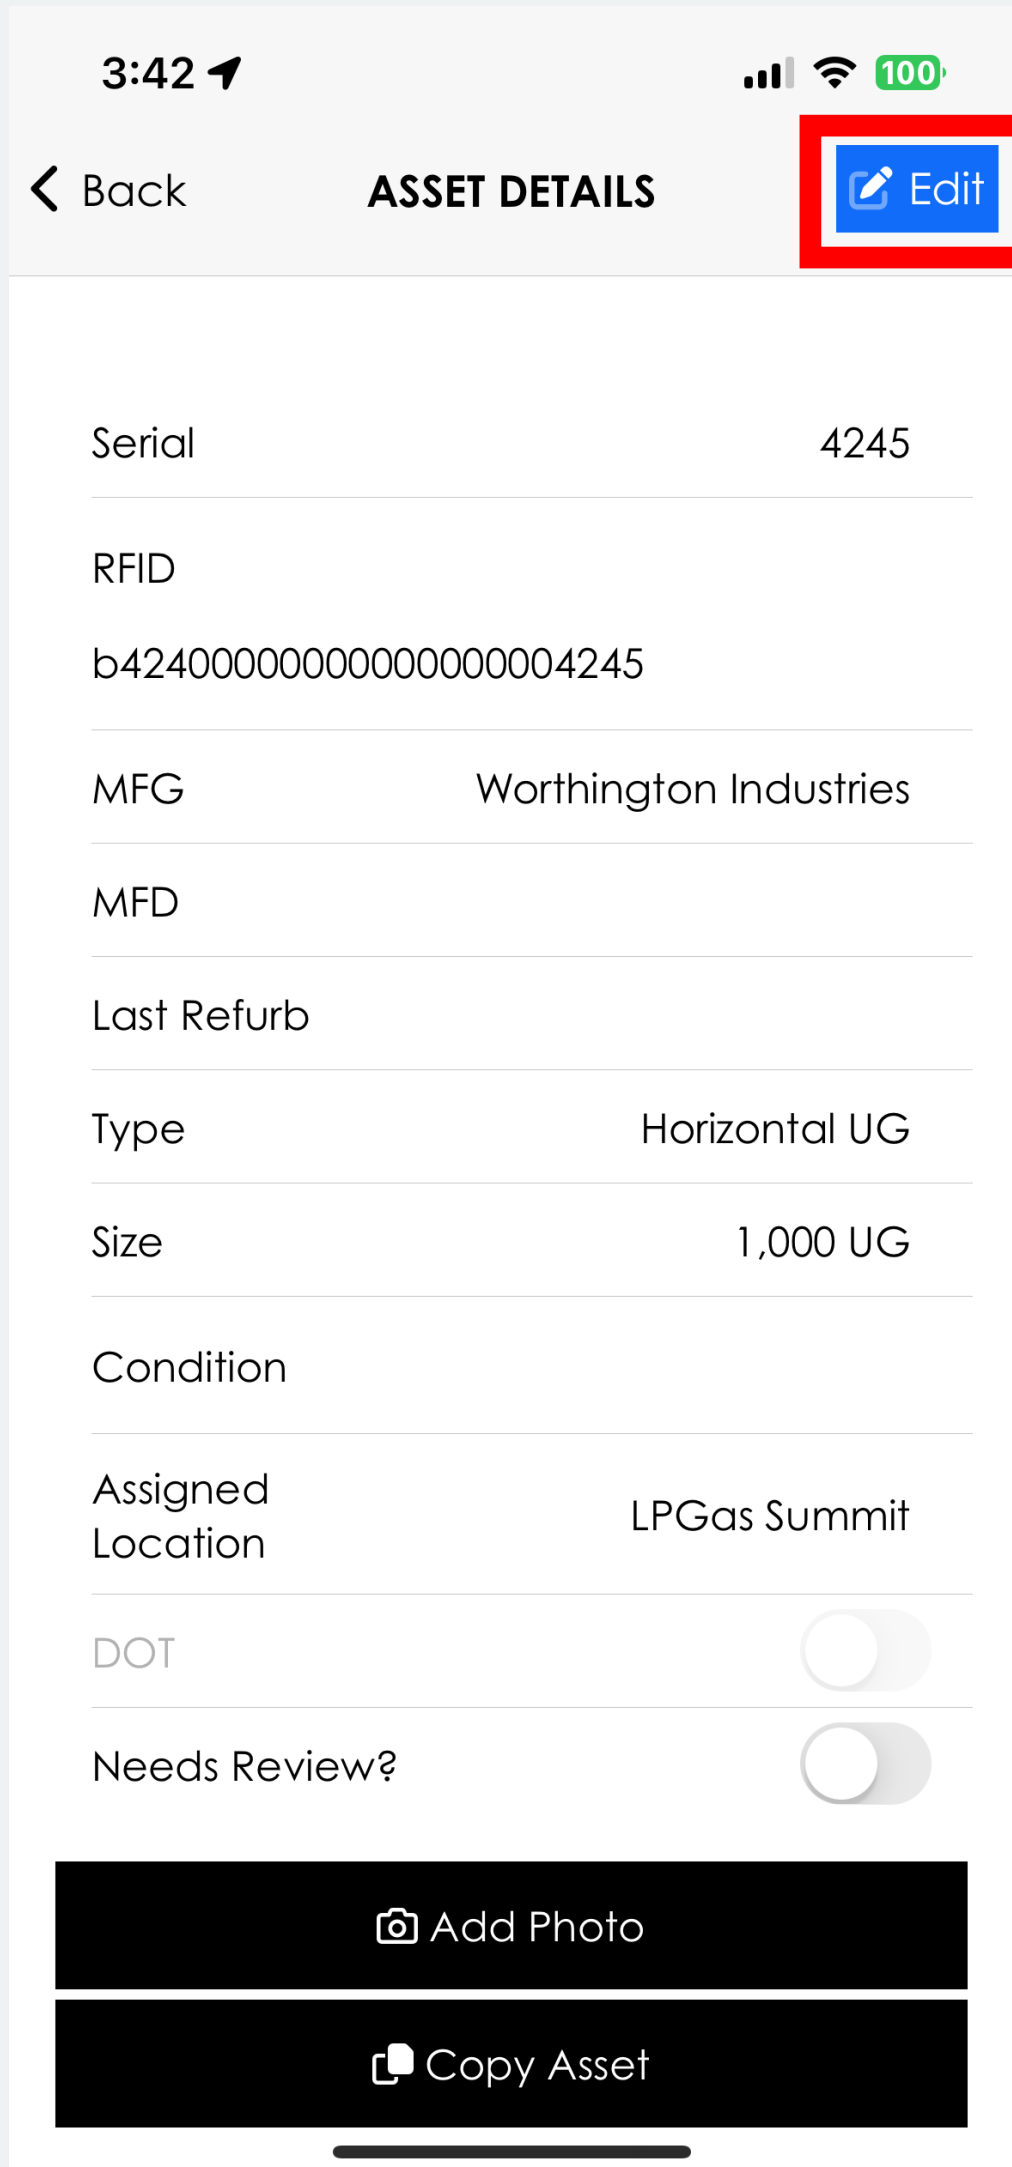 3:42 100
Back ASSET DETAILS Edit
Serial 4245
RFID
b42400000000000000004245
MFG Worthington Industries
MFD
Last Refurb
Type Horizontal UG
Size 1,000 UG
Condition
Assigned
Location LPGas Summit
DOT
Needs Review?
Add Photo
Copy Asset